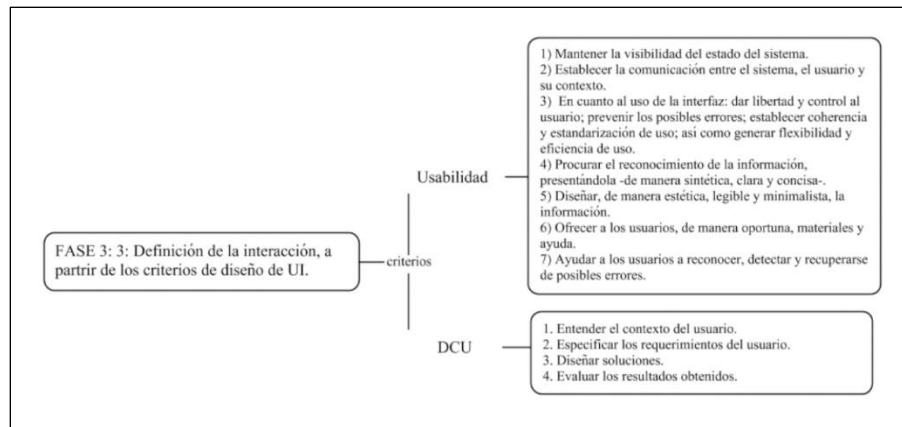 1) Mantener la visibilidad del estado del sistema.
2) Establecer la comunicación entre el sistema, el usuario y
su contexto.
3) En cuanto al uso de la interfaz: dar libertad y control al
usuario; prevenir los posibles errores; establecer coherencia
y estandarización de uso; así como generar flexibilidad y
eficiencia de uso.
4) Procurar el reconocimiento de la información,
presentándola -de manera sintética, clara y concisa-.
5) Diseñar, de manera estética, legible y minimalista, la
información.
6) Ofrecer a los usuarios, de manera oportuna, materiales y
ayuda.
7) Ayudar a los usuarios a reconocer, detectar y recuperarse
de posibles errores.
Usabilidad
FASE 3: 3: Definición de la interacción, a
partrir de los criterios de diseño de UI.
criterios
DCU
1. Entender el contexto del usuario.
2. Especificar los requerimientos del usuario.
3. Diseñar soluciones.
4. Evaluar los resultados obtenidos.